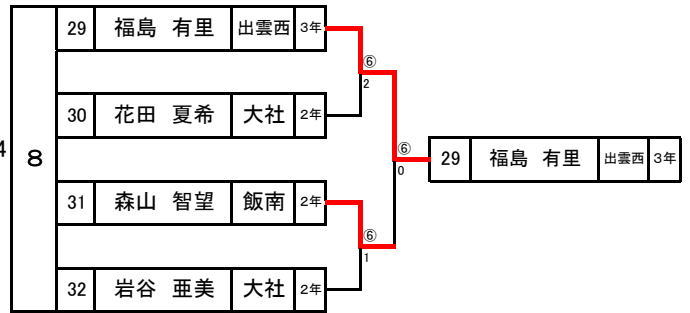 29 福島 有里 出雲西 3年
⑥
2
30 花田 夏希 大社 2年
4
8
⑥
0
29 福島 有里 出雲西 3年
31 森山 智望 飯南 2年
⑥
1
32 岩谷 亜美 大社 2年